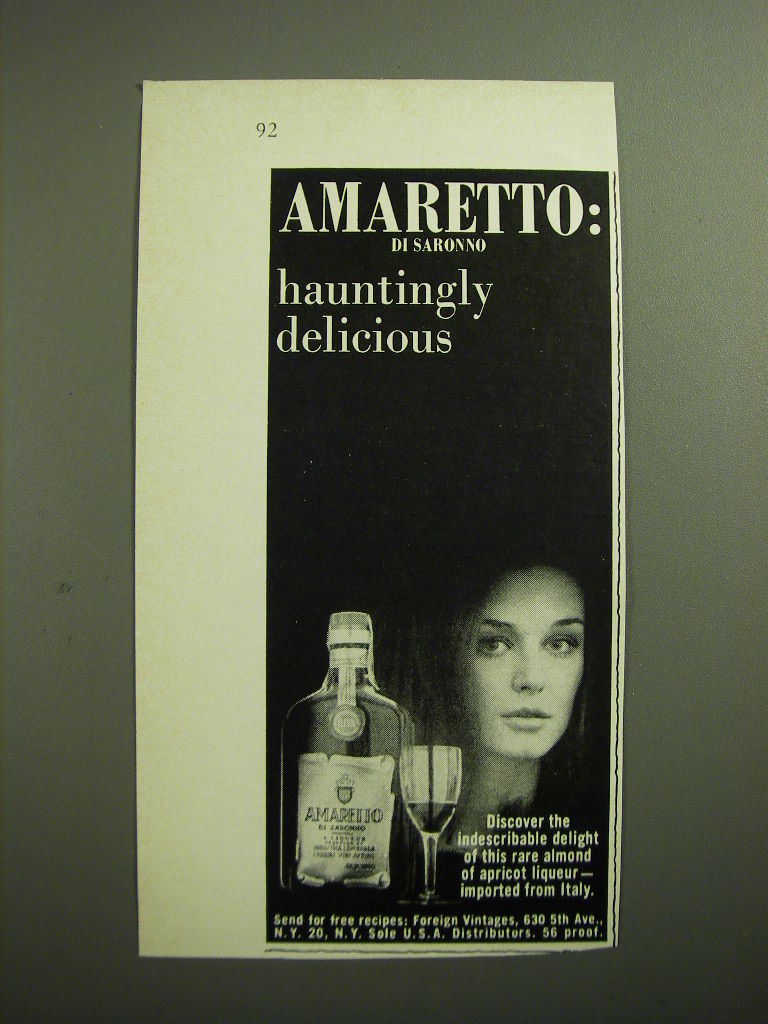 92
AMARETTO:
DI SARONNO
hauntingly
delicious
AMARETTO
DI SARONNO
Discover the
indescribable delight
of this rare almond
of apricot liqueur—
imported from Italy.
Send for free recipes; Foreign Vintages, 630 5th Ave.,
N.Y. 20, N.Y. Sole U.S.A. Distributors. 56 proof.